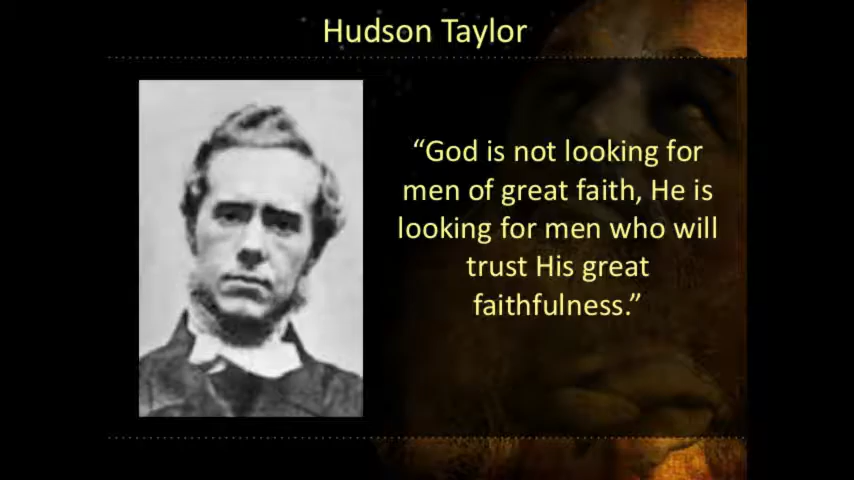 Hudson Taylor
“God is not looking for
men of great faith, He is
looking for men who will
trust His great
faithfulness.”